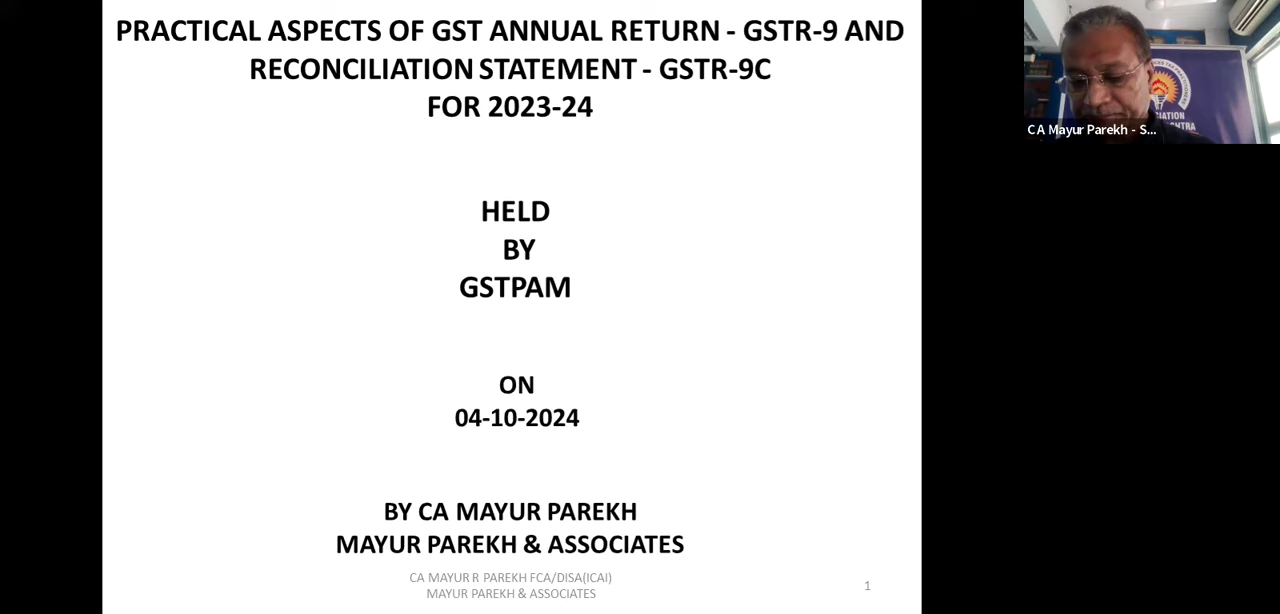 PRACTICAL ASPECTS OF GST ANNUAL RETURN - GSTR-9 AND
RECONCILIATION STATEMENT - GSTR-9C
FOR 2023-24
HELD
BY
GSTPAM
ON
04-10-2024
BY CA MAYUR PAREKH
MAYUR PAREKH & ASSOCIATES
CA MAYUR R PAREKH FCA/DISA(ICAI)
MAYUR PAREKH & ASSOCIATES
1
CIATION
CA Mayur Parekh - S...